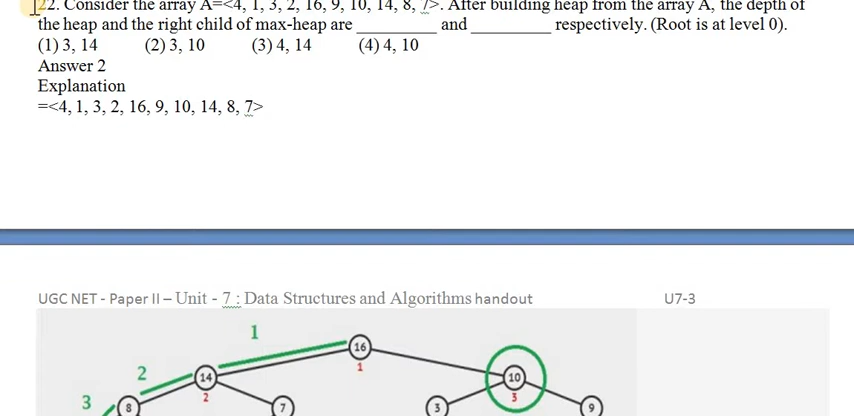 22. Consider the array A=<4, 1, 3, 2, 16, 9, 10, 14, 8, 7>. After building heap from the array A, the depth of
the heap and the right child of max-heap are _________ and _________ respectively. (Root is at level 0).
(1) 3, 14 (2) 3, 10 (3) 4, 14 (4) 4, 10
Answer 2
Explanation
=<4, 1, 3, 2, 16, 9, 10, 14, 8, 7>
UGC NET - Paper II – Unit - 7 : Data Structures and Algorithms handout U7-3
1
16
1
2
14
2
10
3
3
8
7
3
9